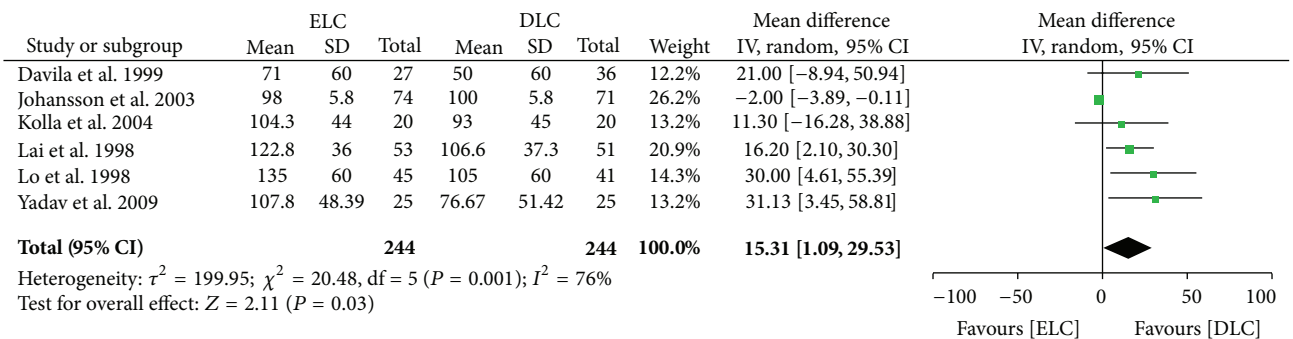 ELC DLC Mean difference Mean difference
Study or subgroup Mean SD Total Mean SD Total Weight IV, random, 95% CI IV, random, 95% CI
Davila et al. 1999 71 60 27 50 60 36 12.2% 21.00 [−8.94, 50.94]
Johansson et al. 2003 98 5.8 74 100 5.8 71 26.2% −2.00 [−3.89, −0.11]
Kolla et al. 2004 104.3 44 20 93 45 20 13.2% 11.30 [−16.28, 38.88]
Lai et al. 1998 122.8 36 53 106.6 37.3 51 20.9% 16.20 [2.10, 30.30]
Lo et al. 1998 135 60 45 105 60 41 14.3% 30.00 [4.61, 55.39]
Yadav et al. 2009 107.8 48.39 25 76.67 51.42 25 13.2% 31.13 [3.45, 58.81]
Total (95% CI) 244 244 100.0% 15.31 [1.09, 29.53]
Heterogeneity: τ² = 199.95; χ² = 20.48, df = 5 (P = 0.001); I² = 76%
Test for overall effect: Z = 2.11 (P = 0.03)
−100 −50 0 50 100
Favours [ELC] Favours [DLC]